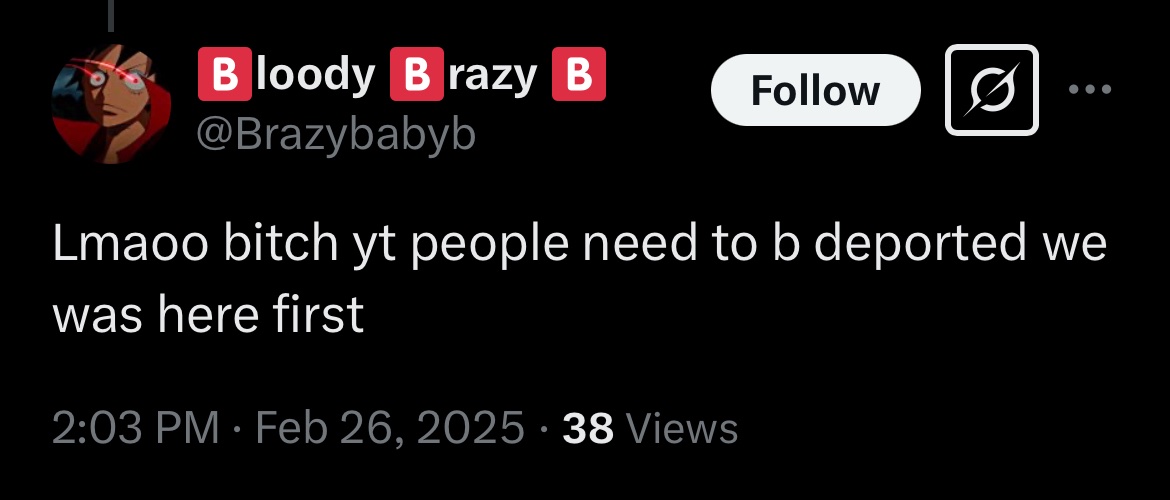 🅱️loody 🅱️razy 🅱️
@Brazybabyb
Follow
Lmaoo bitch yt people need to b deported we
was here first
2:03 PM · Feb 26, 2025 · 38 Views